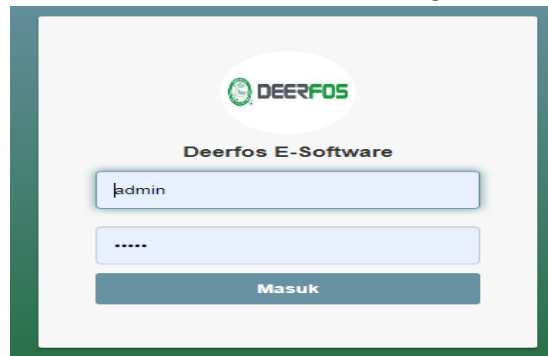 DEERFOS
Deerfos E-Software
admin
•••••
Masuk